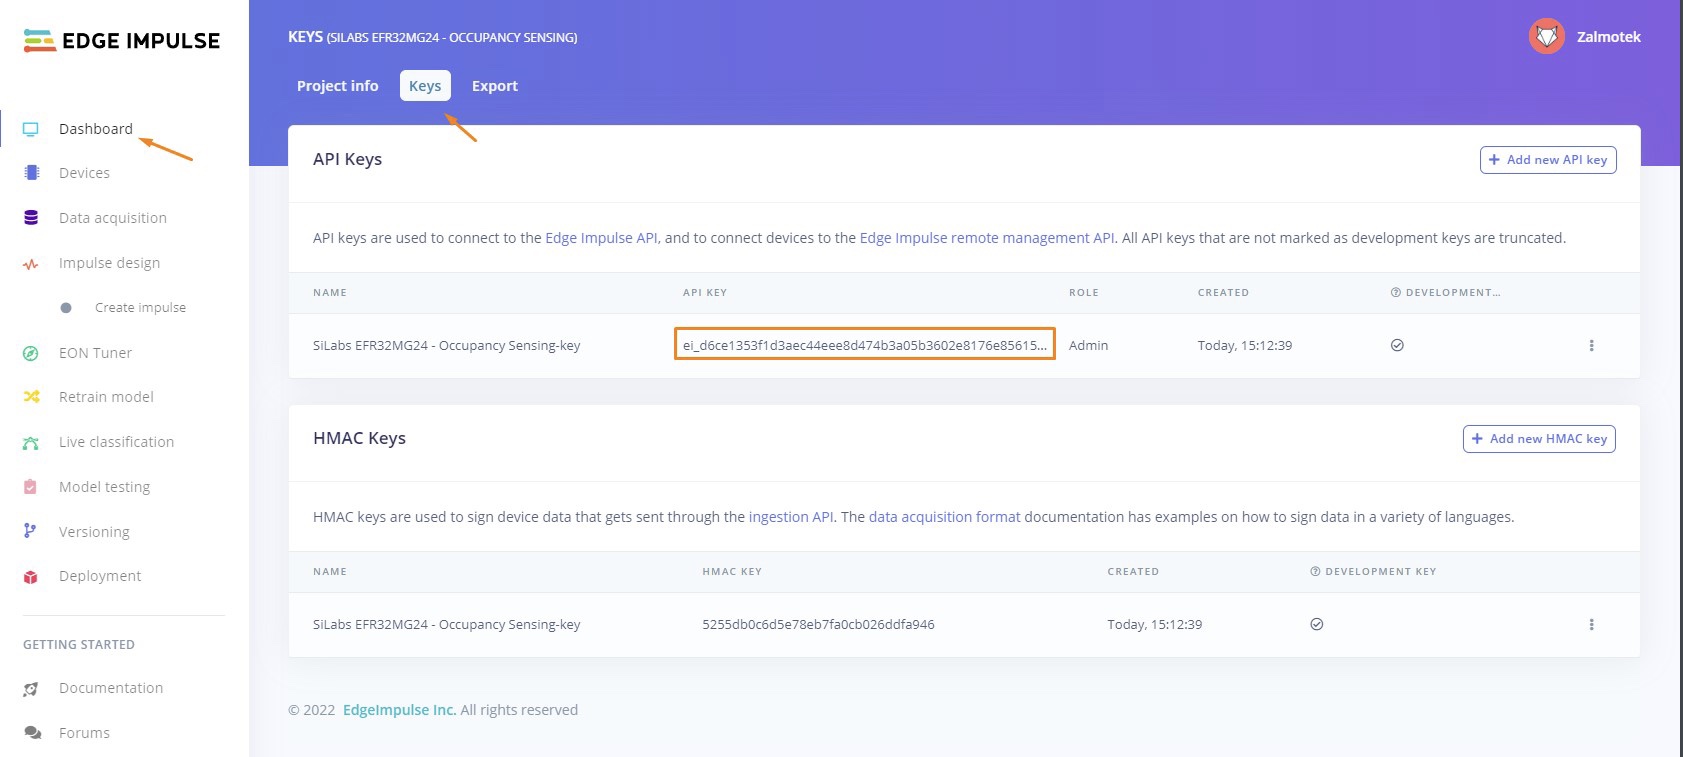 EDGE IMPULSE
KEYS (SILABS EFR32MG24 - OCCUPANCY SENSING)
Zalmotek
Project info
Keys
Export
Dashboard
Devices
Data acquisition
Impulse design
Create impulse
EON Tuner
Retrain model
Live classification
Model testing
Versioning
Deployment
GETTING STARTED
Documentation
Forums
API Keys
+ Add new API key
API keys are used to connect to the Edge Impulse API, and to connect devices to the Edge Impulse remote management API. All API keys that are not marked as development keys are truncated.
NAME API KEY ROLE CREATED DEVELOPMENT...
SiLabs EFR32MG24 - Occupancy Sensing-key ei_d6ce1353f1d3aec44eee8d474b3a05b3602e8176e85615... Admin Today, 15:12:39
HMAC Keys
+ Add new HMAC key
HMAC keys are used to sign device data that gets sent through the ingestion API. The data acquisition format documentation has examples on how to sign data in a variety of languages.
NAME HMAC KEY CREATED DEVELOPMENT KEY
SiLabs EFR32MG24 - Occupancy Sensing-key 5255db0c6d5e78eb7fa0cb026ddfa946 Today, 15:12:39
© 2022 EdgeImpulse Inc. All rights reserved